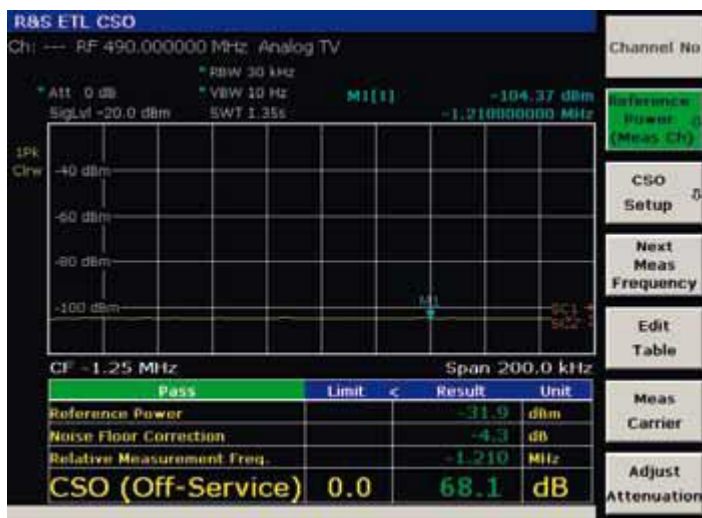 R&S ETL CSO
Ch: --- RF 490.000000 MHz Analog TV
* RBW 30 kHz
* Att 0 dB * VBW 10 Hz M1[1] -104.37 dBm
SigLvl -20.0 dBm SWT 1.35s -1.210000000 MHz
1Pk
Clrw
-40 dBm
-60 dBm
-80 dBm
-100 dBm
M1
SC1
SC2
CF -1.25 MHz Span 200.0 kHz
Pass Limit < Result Unit
Reference Power -31.9 dBm
Noise Floor Correction -4.3 dB
Relative Measurement Freq. -1.210 MHz
CSO (Off-Service) 0.0 68.1 dB
Channel No
Reference
Power
(Meas Ch)
CSO
Setup
Next
Meas
Frequency
Edit
Table
Meas
Carrier
Adjust
Attenuation